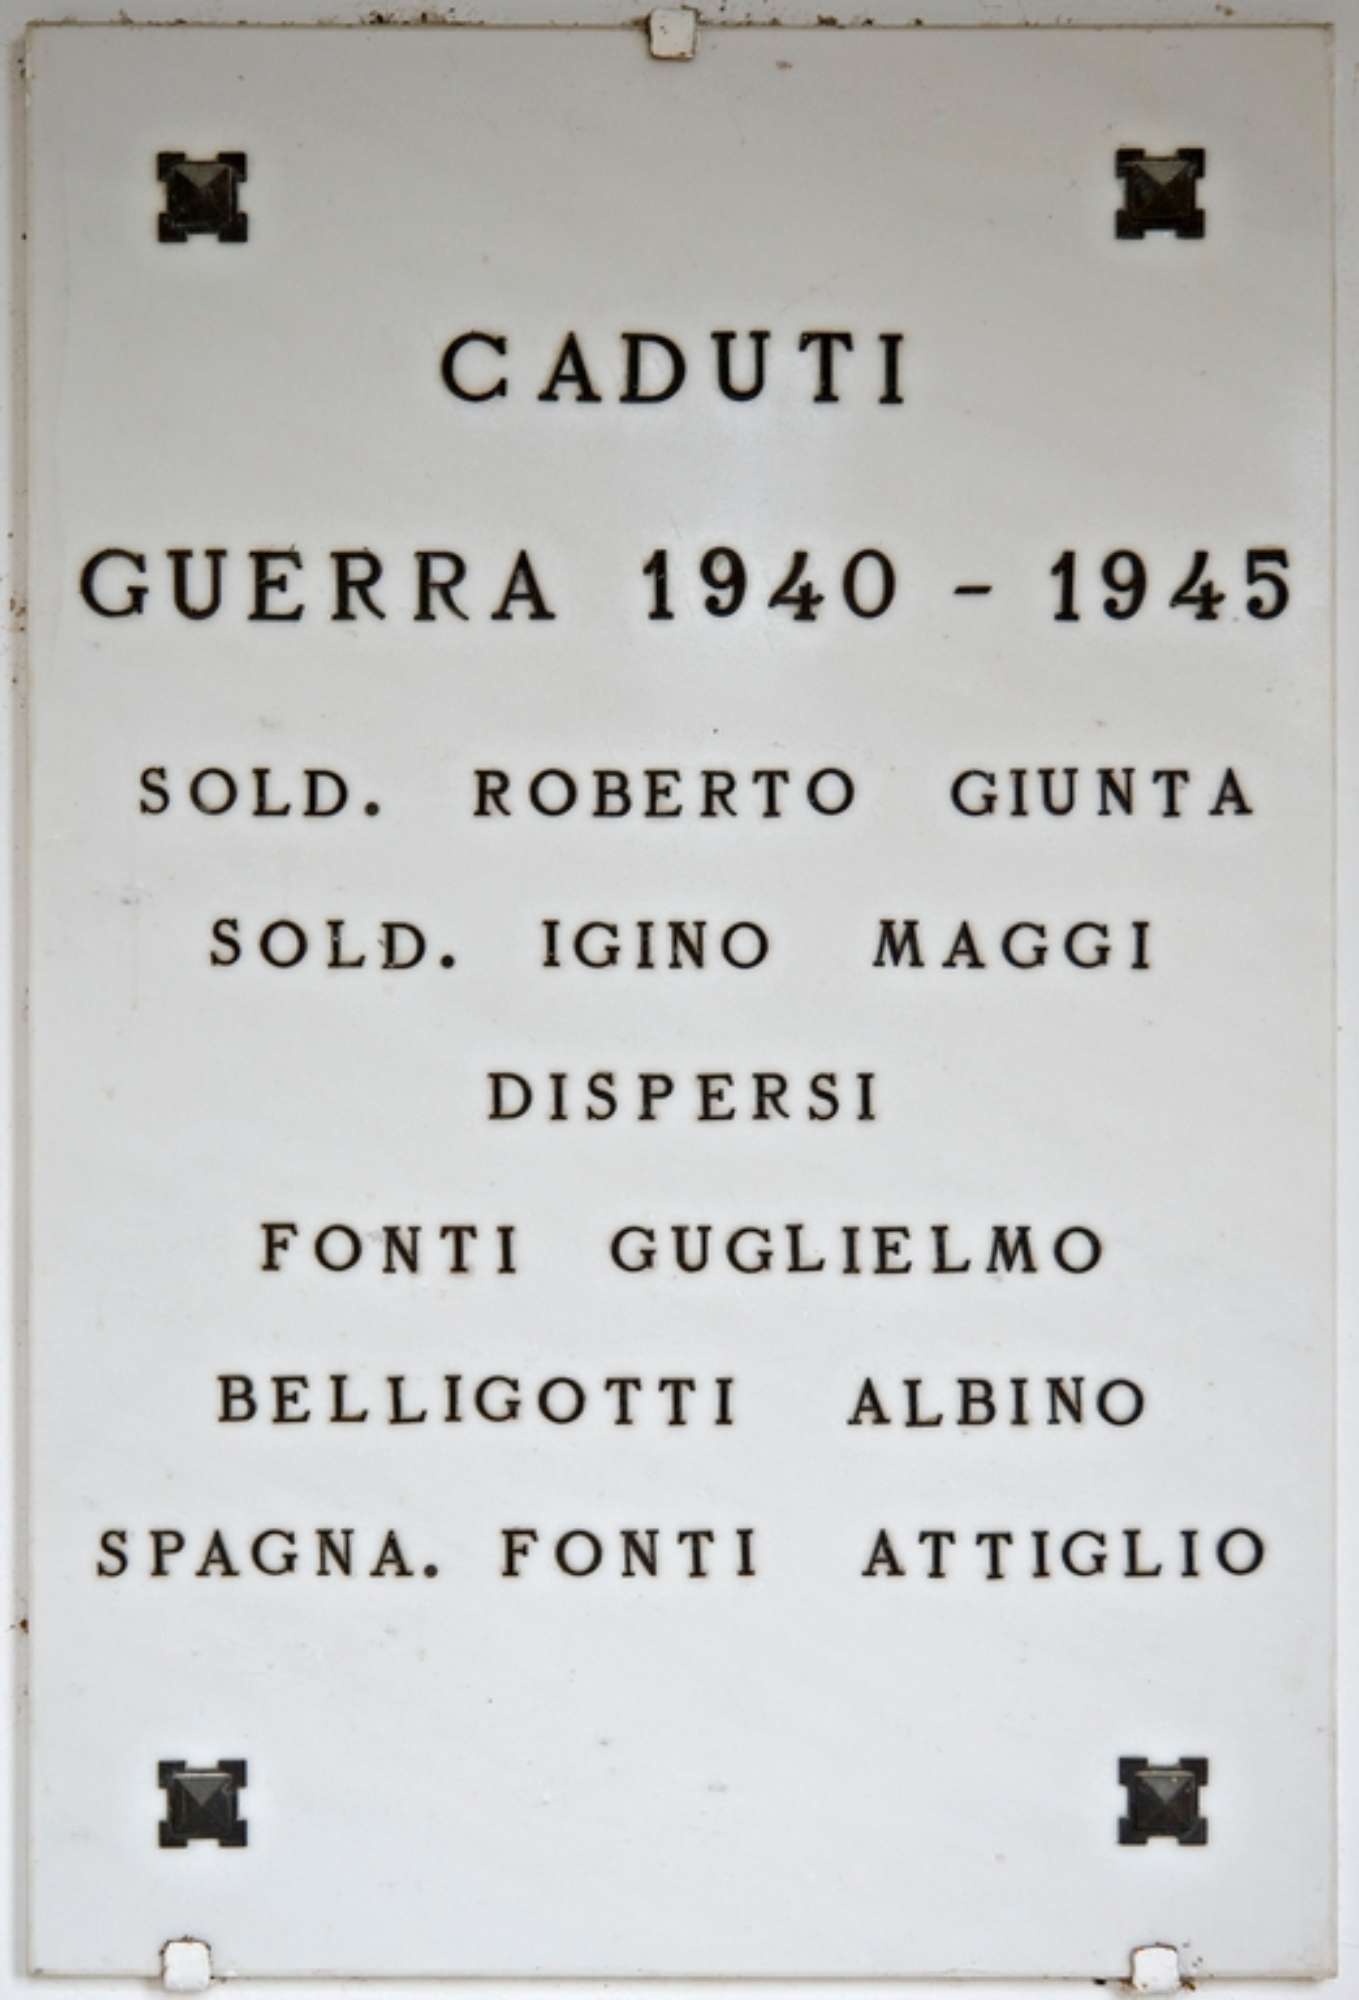 CADUTI
GUERRA 1940 - 1945
SOLD. ROBERTO GIUNTA
SOLD. IGINO MAGGI
DISPERSI
FONTI GUGLIELMO
BELLIGOTTI ALBINO
SPAGNA. FONTI ATTIGLIO